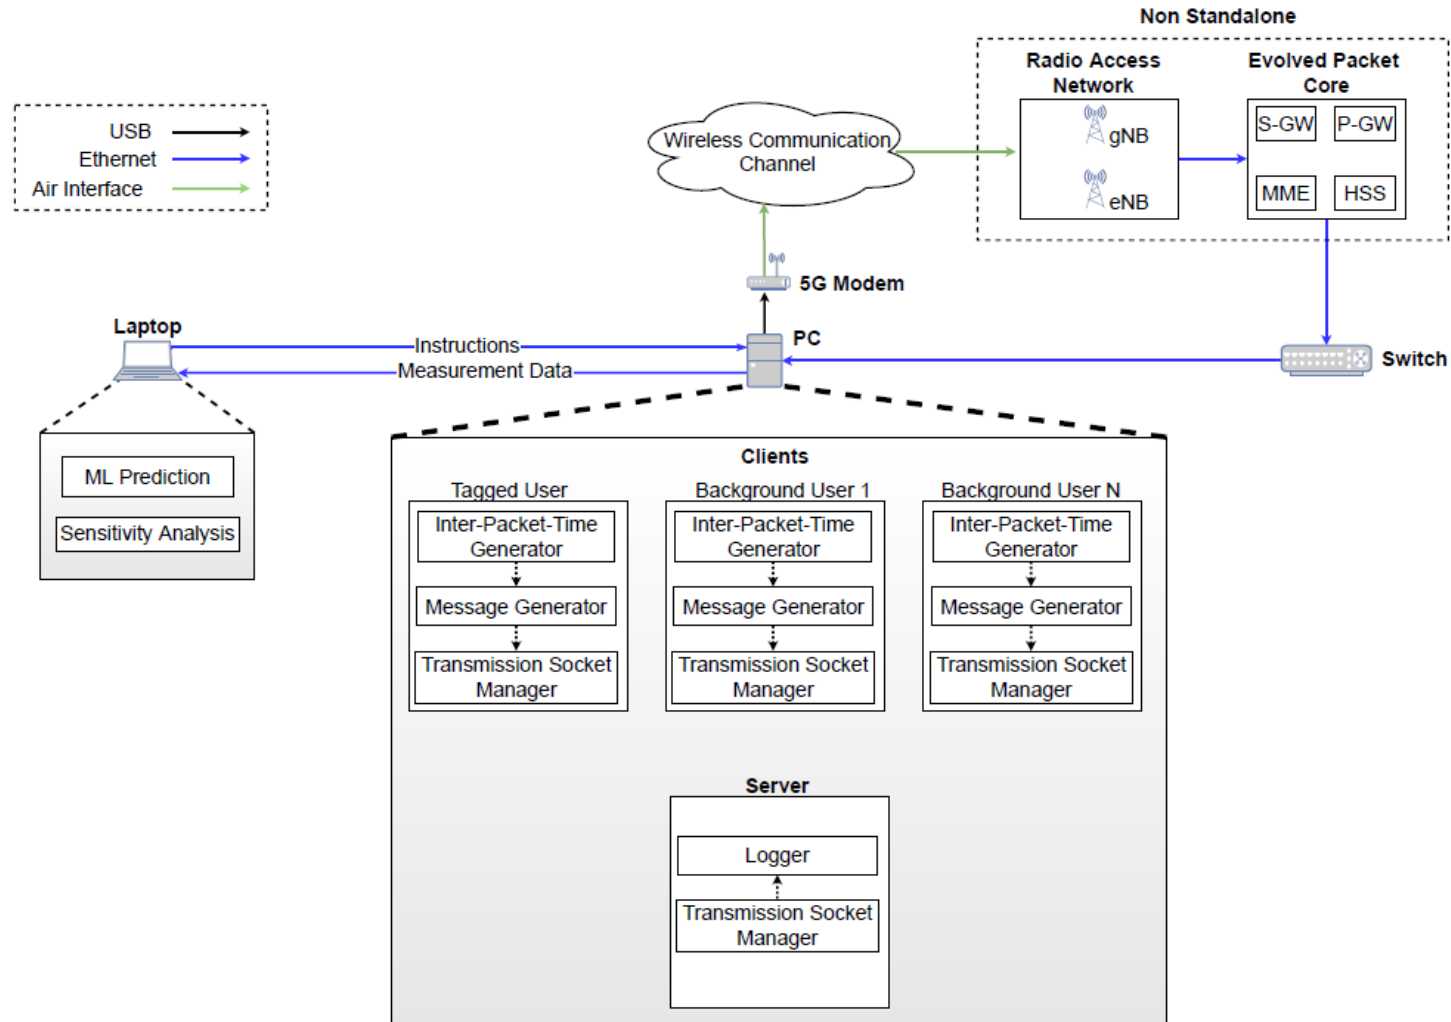 Non Standalone
Radio Access
Network
Evolved Packet
Core
USB
Ethernet
Air Interface
Wireless Communication
Channel
gNB
eNB
S-GW
P-GW
MME
HSS
5G Modem
Laptop
Instructions
Measurement Data
PC
Switch
ML Prediction
Sensitivity Analysis
Clients
Tagged User
Inter-Packet-Time
Generator
Message Generator
Transmission Socket
Manager
Background User 1
Inter-Packet-Time
Generator
Message Generator
Transmission Socket
Manager
Background User N
Inter-Packet-Time
Generator
Message Generator
Transmission Socket
Manager
Server
Logger
Transmission Socket
Manager